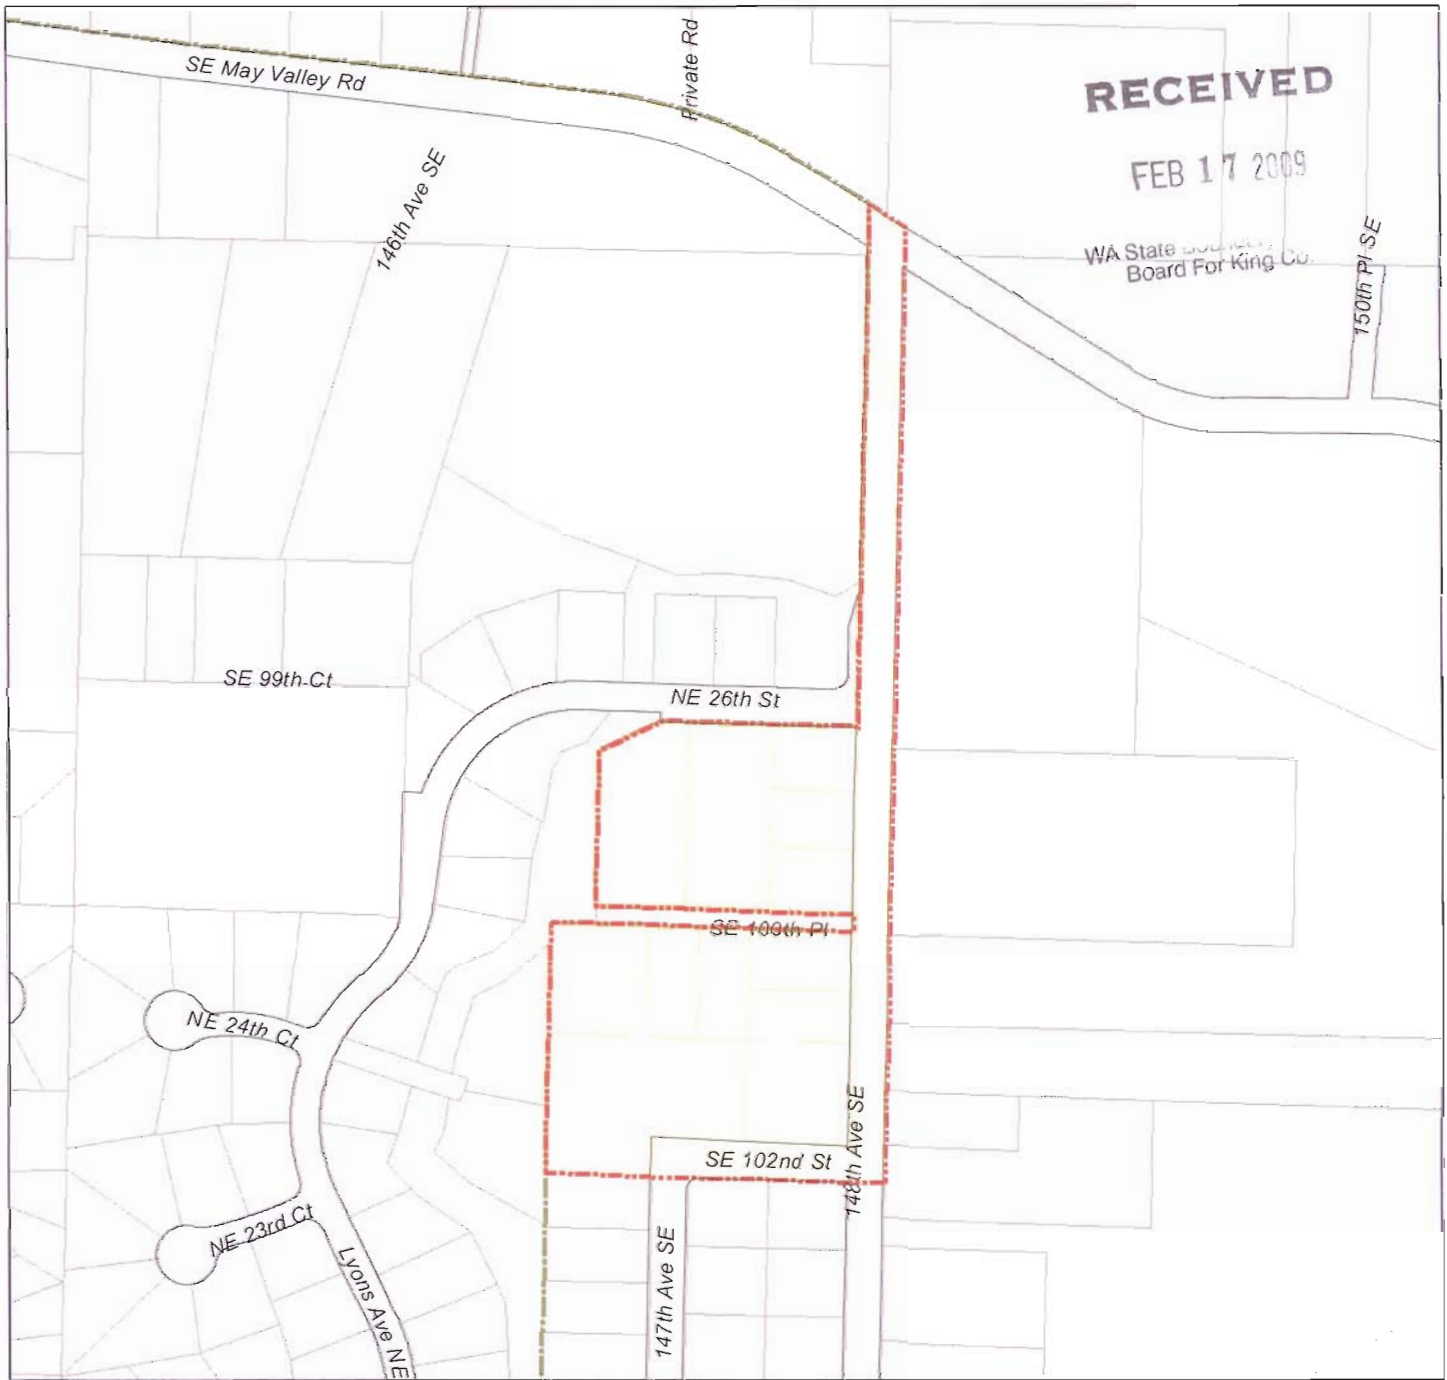 SE May Valley Rd
Private Rd
RECEIVED
FEB 17 2009
WA State
Board For King Co.
146th Ave SE
150th Pl SE
SE 99th Ct
NE 26th St
SE 100th Pl
NE 24th Ct
SE 102nd St
148th Ave SE
NE 23rd Ct
Lyons Ave NE
147th Ave SE